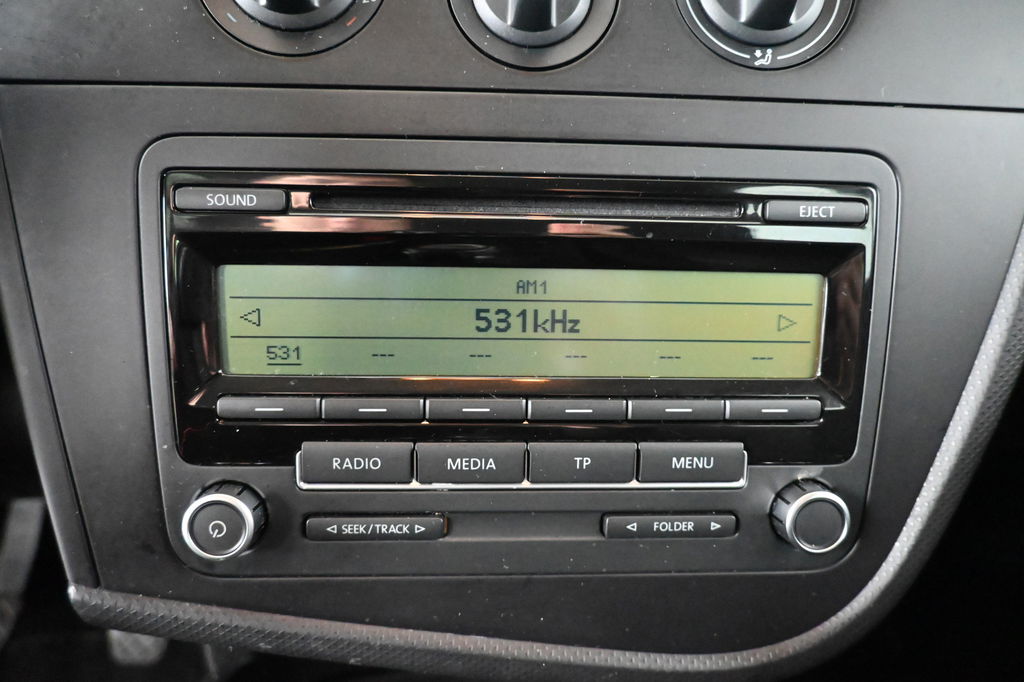 SOUND
EJECT
AM1
531kHz
531 --- --- --- --- ---
RADIO MEDIA TP MENU
SEEK/TRACK
FOLDER